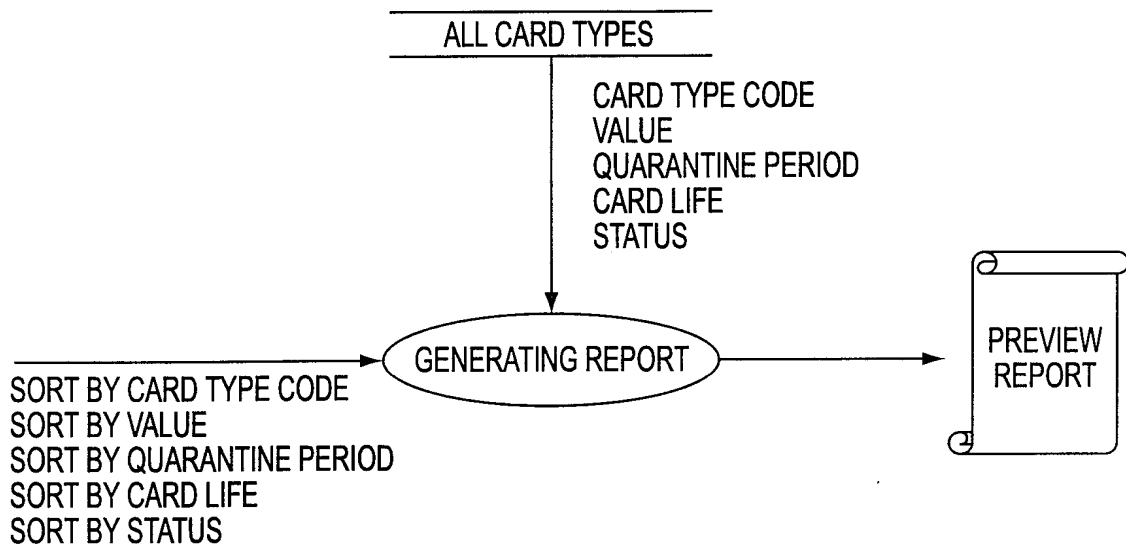 ALL CARD TYPES
CARD TYPE CODE
VALUE
QUARANTINE PERIOD
CARD LIFE
STATUS
GENERATING REPORT
PREVIEW
REPORT
SORT BY CARD TYPE CODE
SORT BY VALUE
SORT BY QUARANTINE PERIOD
SORT BY CARD LIFE
SORT BY STATUS